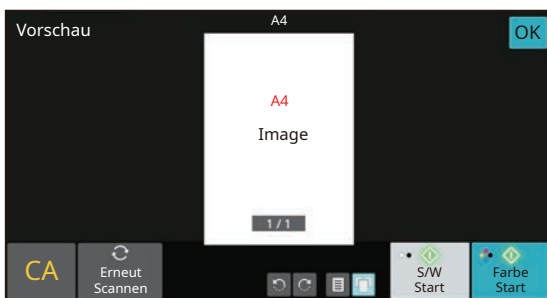 Vorschau
A4
OK
A4
Image
1 / 1
CA
Erneut
Scannen
S/W
Start
Farbe
Start